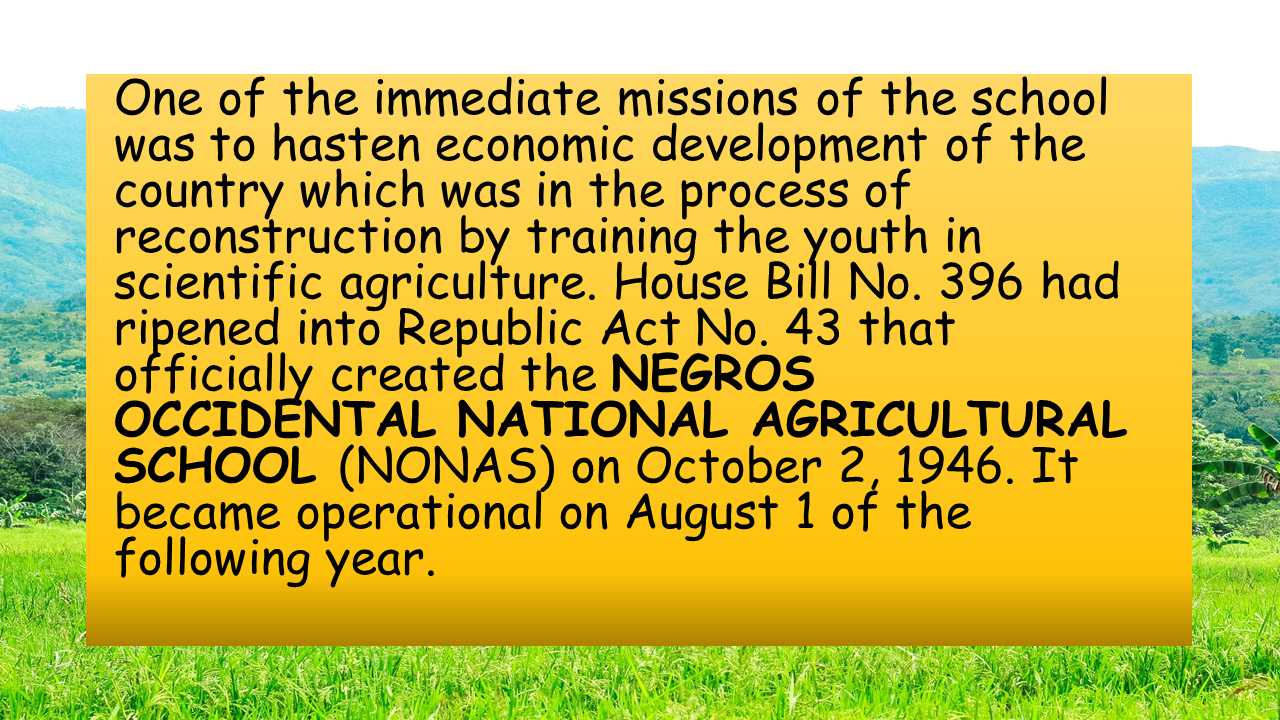 One of the immediate missions of the school
was to hasten economic development of the
country which was in the process of
reconstruction by training the youth in
scientific agriculture. House Bill No. 396 had
ripened into Republic Act No. 43 that
officially created the NEGROS
OCCIDENTAL NATIONAL AGRICULTURAL
SCHOOL (NONAS) on October 2, 1946. It
became operational on August 1 of the
following year.